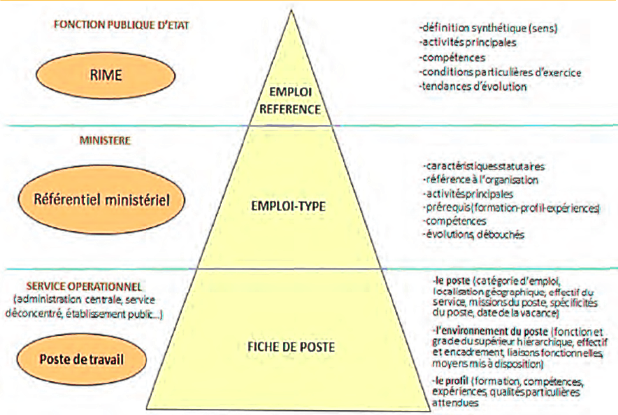 FONCTION PUBLIQUE D'ETAT
RIME
EMPLOI
REFERENCE
-définition synthétique (sens)
-activités principales
-compétences
-conditions particulières d'exercice
-tendances d'évolution
MINISTERE
Référentiel ministériel
EMPLOI-TYPE
-caractéristiques statutaires
-référence à l'organisation
-activités principales
-prérequis (formation-profil-expériences)
-compétences
-évolutions, débouchés
SERVICE OPERATIONNEL
(administration centrale, service
déconcentré, établissement public...)
Poste de travail
FICHE DE POSTE
-le poste (catégorie d'emploi,
localisation géographique, effectif du
service, missions du poste, spécificités
du poste, date de la vacance)
-l'environnement du poste (fonction et
grade du supérieur hiérarchique, effectif
et encadrement, liaisons fonctionnelles,
moyens mis à disposition)
-le profil (formation, compétences,
expériences, qualités particulières
attendues